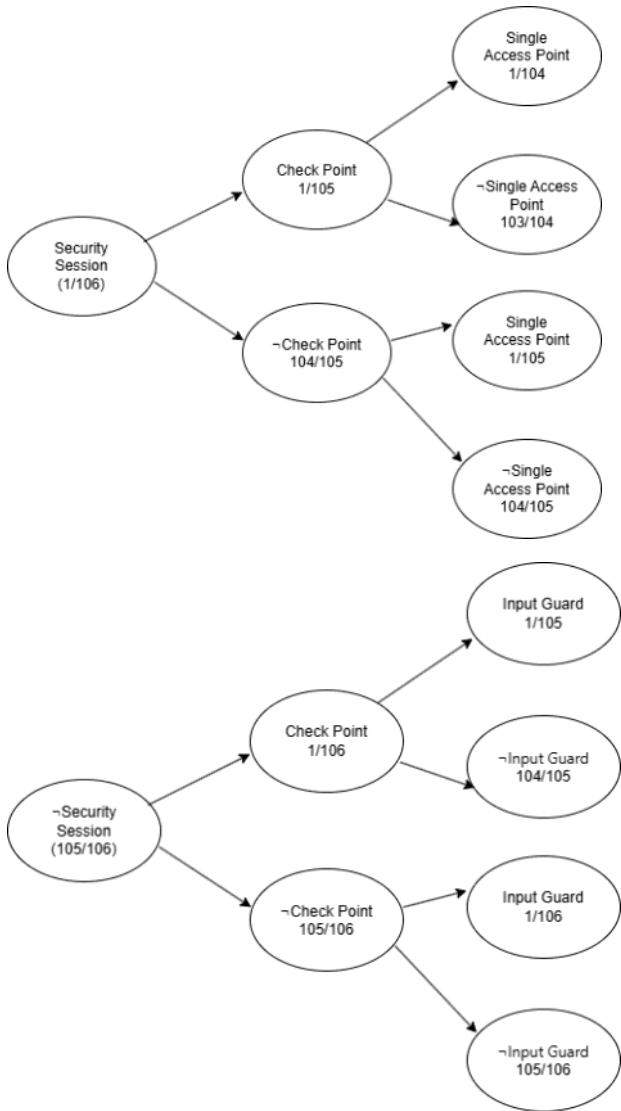 Single
Access Point
1/104
Check Point
1/105
¬Single Access
Point
103/104
Security
Session
(1/106)
Single
Access Point
1/105
¬Check Point
104/105
¬Single
Access Point
104/105
Input Guard
1/105
Check Point
1/106
¬Input Guard
104/105
¬Security
Session
(105/106)
Input Guard
1/106
¬Check Point
105/106
¬Input Guard
105/106